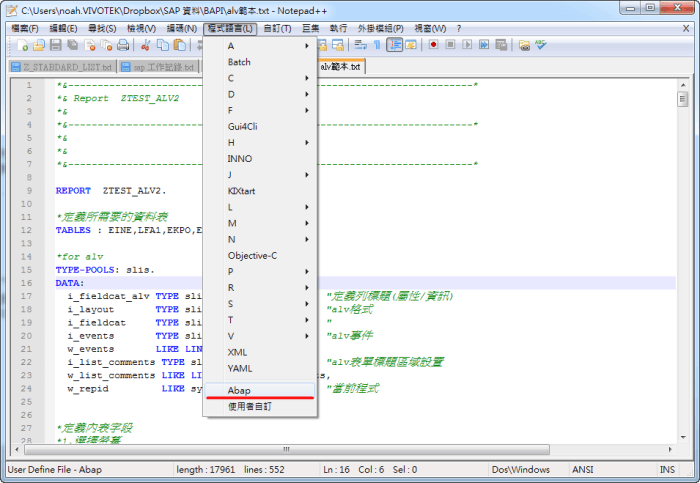 C:\Users\noah.VIVOTEK\Dropbox\SAP 資料\BAPI\alv範本.txt - Notepad++
檔案(F) 編輯(E) 尋找(S) 檢視(V) 編碼(N) 程式語言(L) 自訂(T) 巨集 執行 外掛模組(P) 視窗(W) ?
Z_STABDARD_LIST.txt sap 工作記錄.txt alv範本.txt
A
Batch
C
D
F
Gui4Cli
H
INNO
J
KIXtart
L
M
N
Objective-C
P
R
S
T
V
XML
YAML
Abap
使用者自訂
1 *&---------------------------------------------------------------------*
2 *& Report ZTEST_ALV2
3 *&
4 *&---------------------------------------------------------------------*
5 *&
6 *&
7 *&---------------------------------------------------------------------*
8
9 REPORT ZTEST_ALV2.
10
11 *定義所需要的資料表
12 TABLES : EINE,LFA1,EKPO,E
13
14 *for alv
15 TYPE-POOLS: slis.
16 DATA:
17 i_fieldcat_alv TYPE sli "定義列標題(屬性/資訊)
18 i_layout TYPE sli "alv格式
19 i_fieldcat TYPE sli "
20 i_events TYPE sli "alv事件
21 w_events LIKE LIN
22 i_list_comments TYPE sl "alv表單標題區域設置
23 w_list_comments LIKE LI s,
24 w_repid LIKE sy "當前程式
25
26
27 *定義內表字段
28 *1.選擇螢幕
User Define File - Abap length : 17961 lines : 552 Ln : 16 Col : 6 Sel : 0 Dos\Windows ANSI INS